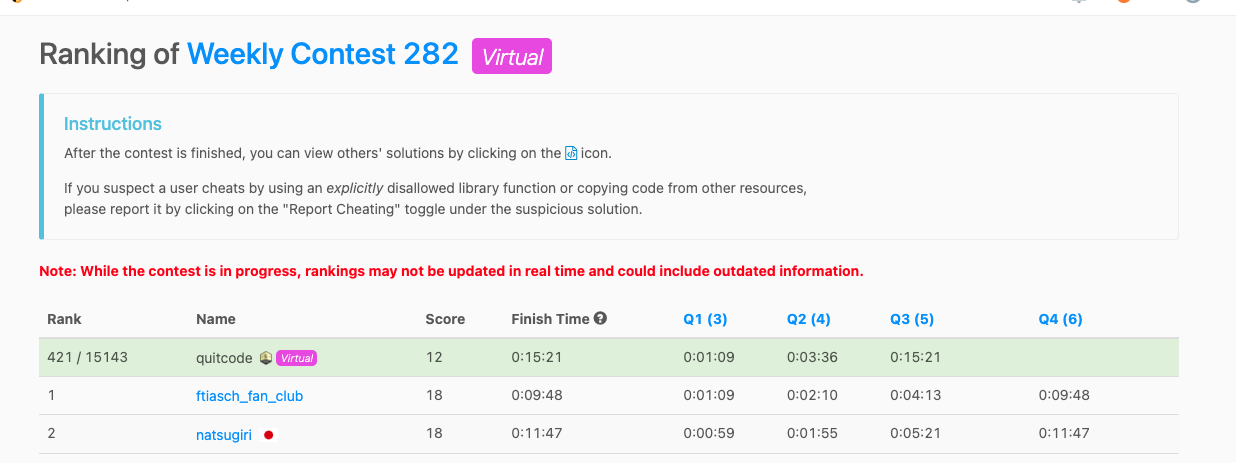 Ranking of Weekly Contest 282 Virtual
Instructions
After the contest is finished, you can view others' solutions by clicking on the icon.
If you suspect a user cheats by using an explicitly disallowed library function or copying code from other resources,
please report it by clicking on the "Report Cheating" toggle under the suspicious solution.
Note: While the contest is in progress, rankings may not be updated in real time and could include outdated information.
Rank Name Score Finish Time Q1 (3) Q2 (4) Q3 (5) Q4 (6)
421 / 15143 quitcode Virtual 12 0:15:21 0:01:09 0:03:36 0:15:21
1 ftiasch_fan_club 18 0:09:48 0:01:09 0:02:10 0:04:13 0:09:48
2 natsugiri 18 0:11:47 0:00:59 0:01:55 0:05:21 0:11:47